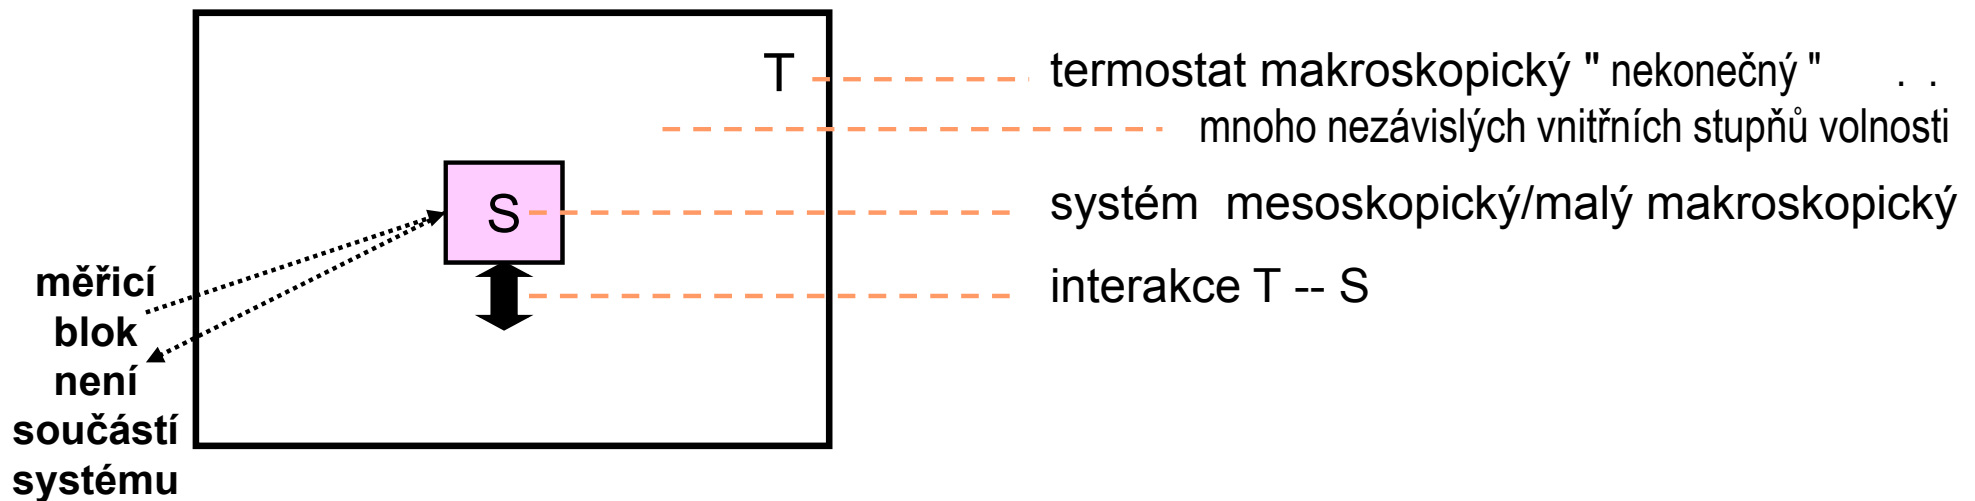 T
termostat makroskopický " nekonečný " . .
mnoho nezávislých vnitřních stupňů volnosti
S
systém mesoskopický/malý makroskopický
interakce T -- S
měřicí
blok
není
součástí
systému